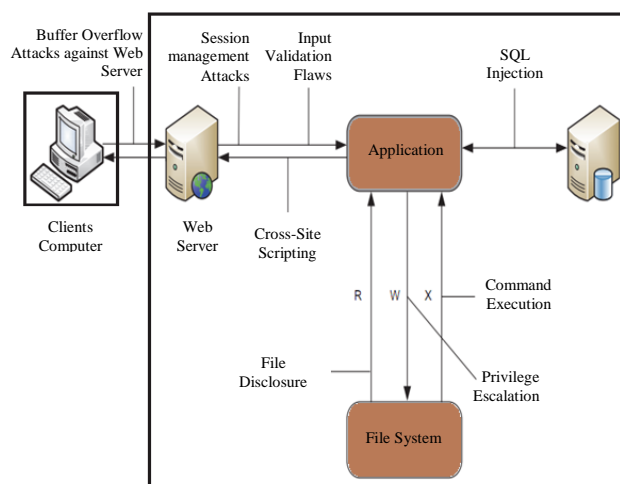 Buffer Overflow
Attacks against Web
Server
Session
management
Attacks
Input
Validation
Flaws
SQL
Injection
Application
Clients
Computer
Web
Server
Cross-Site
Scripting
R
W
X
Command
Execution
File
Disclosure
Privilege
Escalation
File System